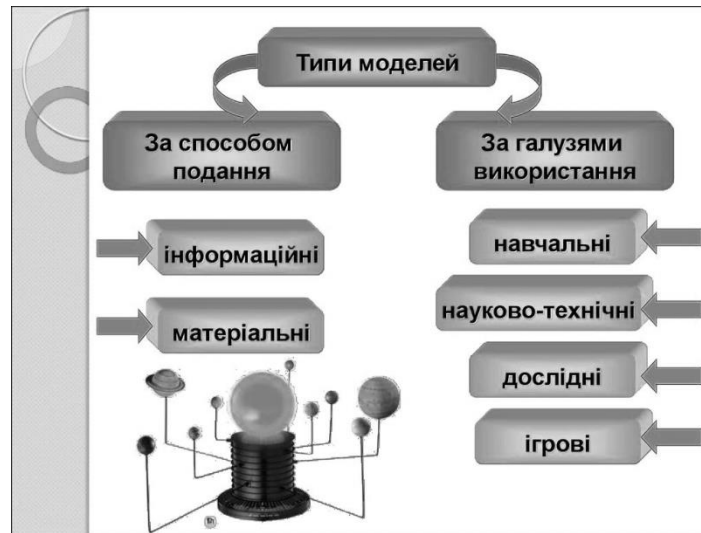 Типи моделей
За способом
подання
За галузями
використання
інформаційні
матеріальні
навчальні
науково-технічні
дослідні
ігрові